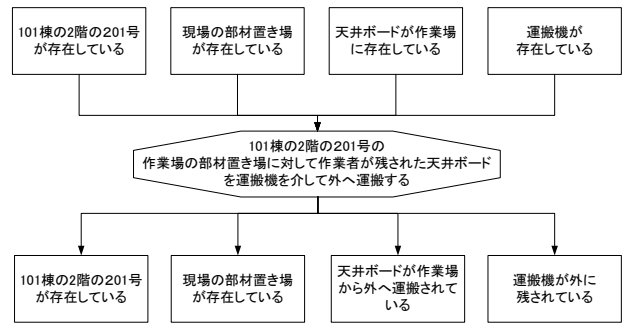 101棟の2階の201号
が存在している
現場の部材置き場
が存在している
天井ボードが作業場
に存在している
運搬機が
存在している
101棟の2階の201号の
作業場の部材置き場に対して作業者が残された天井ボード
を運搬機を介して外へ運搬する
101棟の2階の201号
が存在している
現場の部材置き場
が存在している
天井ボードが作業場
から外へ運搬されて
いる
運搬機が外に
残されている